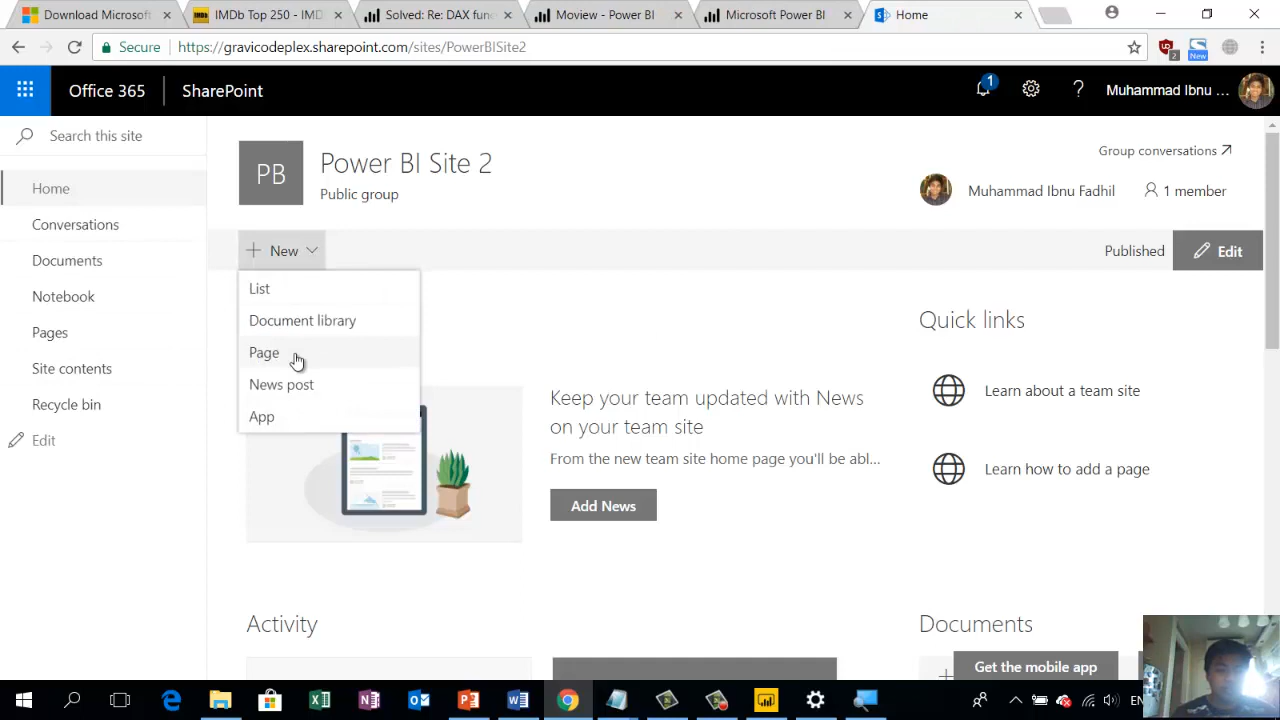 Download Microsoft
IMDb Top 250 - IMD
Solved: Re: DAX func
Moview - Power BI
Microsoft Power BI
Home
Secure
https://gravicodeplex.sharepoint.com/sites/PowerBISite2
2
New
Office 365
SharePoint
1
?
Muhammad Ibnu ...
Search this site
Home
Conversations
Documents
Notebook
Pages
Site contents
Recycle bin
Edit
PB
Power BI Site 2
Public group
Group conversations
Muhammad Ibnu Fadhil
1 member
+ New
Published
Edit
List
Document library
Page
News post
App
Keep your team updated with News
on your team site
From the new team site home page you'll be abl...
Add News
Quick links
Learn about a team site
Learn how to add a page
Activity
Documents
Get the mobile app